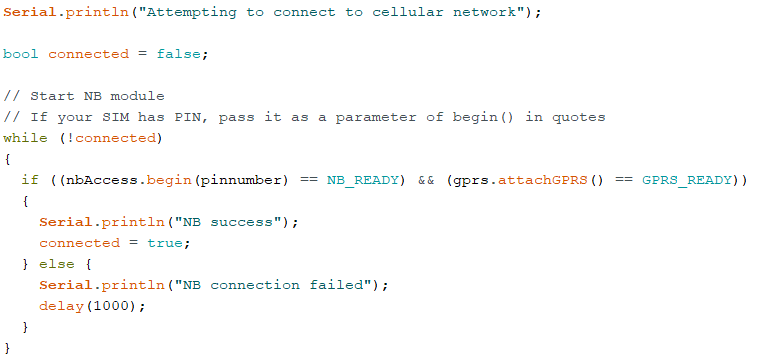 Serial.println("Attempting to connect to cellular network");

bool connected = false;

// Start NB module
// If your SIM has PIN, pass it as a parameter of begin() in quotes
while (!connected)
{
  if ((nbAccess.begin(pinnumber) == NB_READY) && (gprs.attachGPRS() == GPRS_READY))
  {
    Serial.println("NB success");
    connected = true;
  } else {
    Serial.println("NB connection failed");
    delay(1000);
  }
}